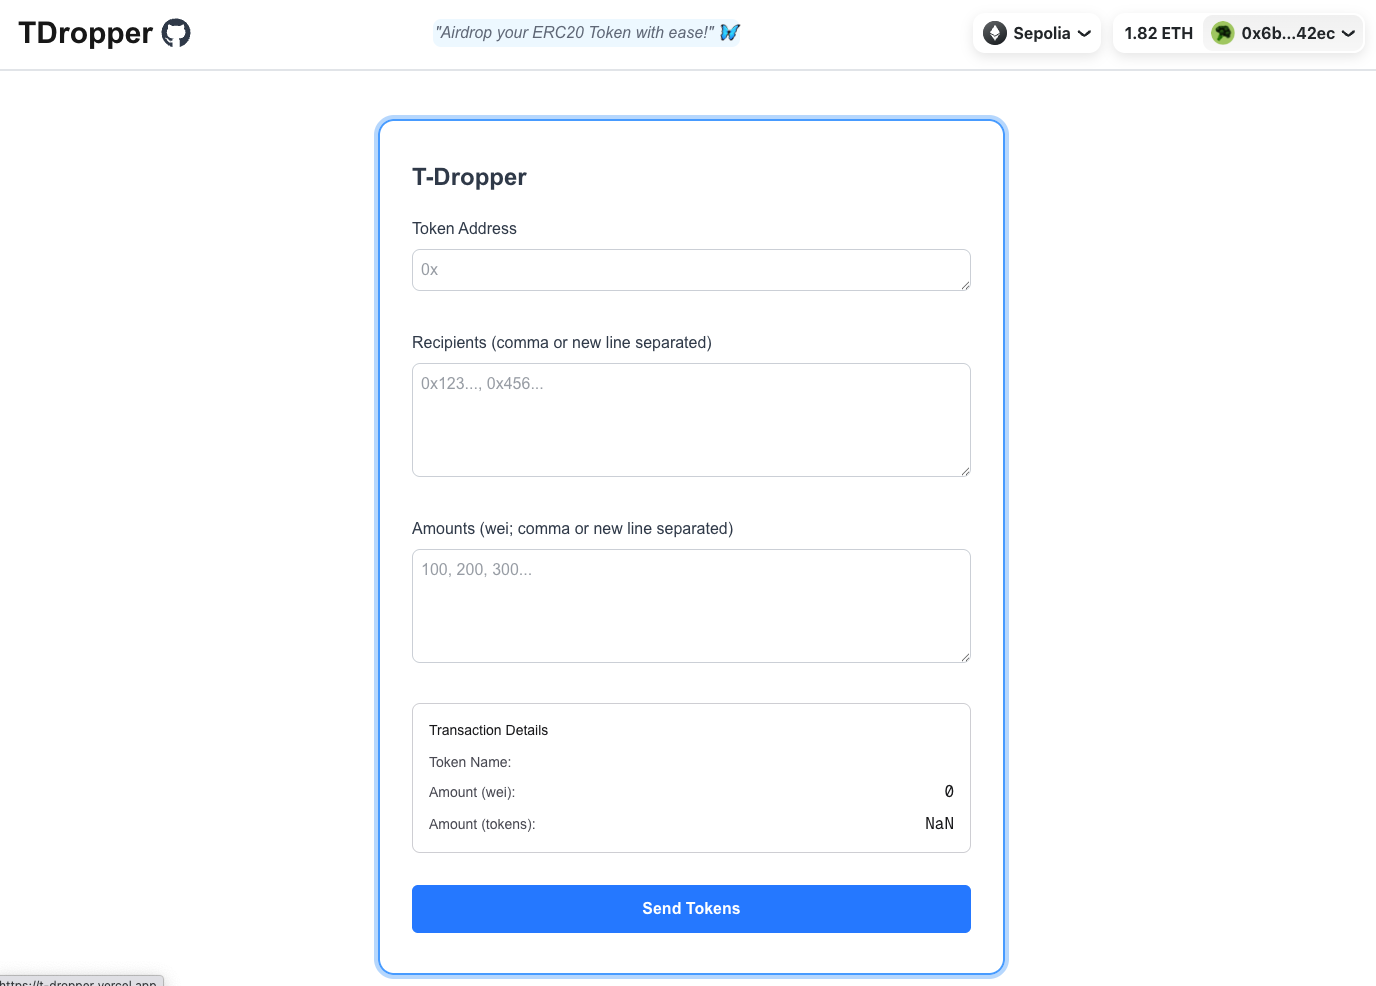 TDropper
"Airdrop your ERC20 Token with ease!"
Sepolia
1.82 ETH
0x6b...42ec
T-Dropper
Token Address
0x
Recipients (comma or new line separated)
0x123..., 0x456...
Amounts (wei; comma or new line separated)
100, 200, 300...
Transaction Details
Token Name:
Amount (wei): 0
Amount (tokens): NaN
Send Tokens
https://t-dropper.vercel.app